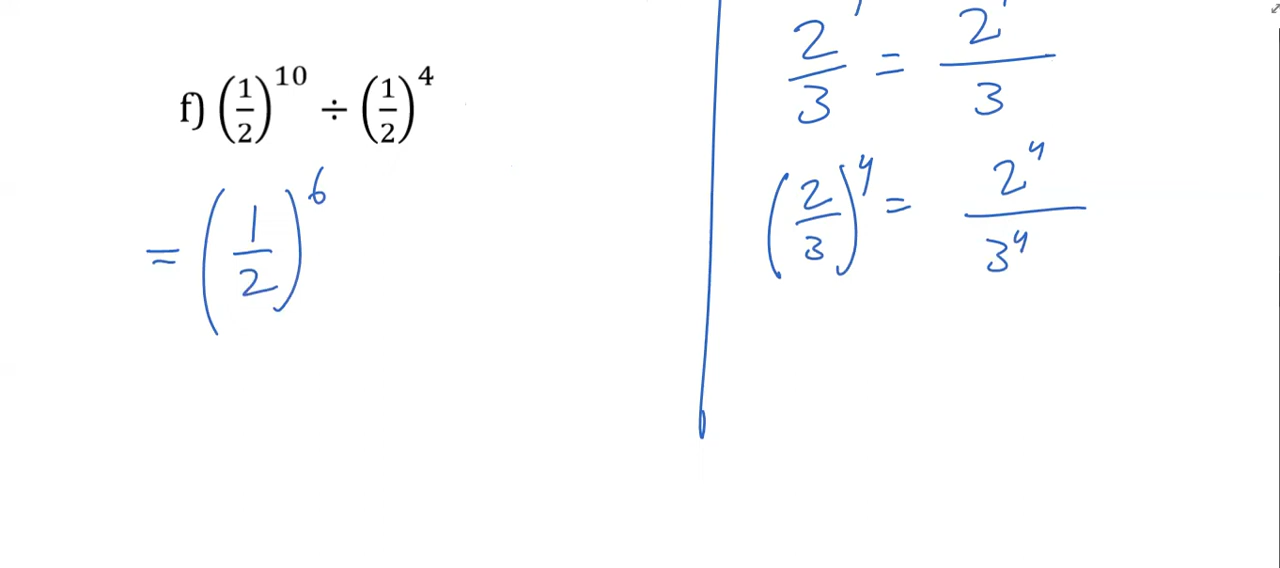 f) (1/2)^10 ÷ (1/2)^4
= (1/2)^6
2/3 = 2/3
(2/3)^4 = 2^4/3^4